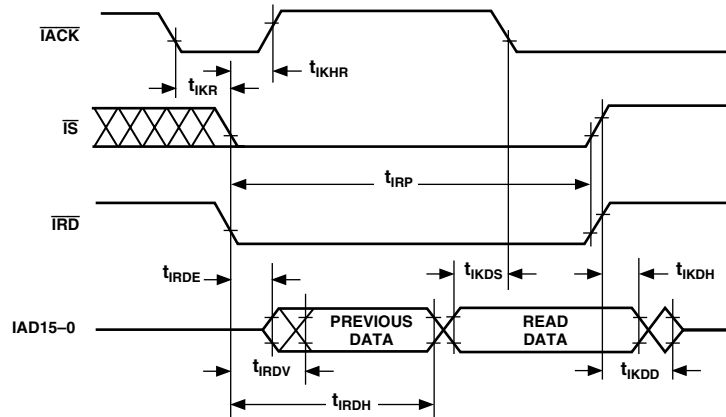 IACK
tIKR
tIKHR
IS
tIRP
IRD
tIRDE
tIKDS
tIKDH
IAD15–0
PREVIOUS
DATA
READ
DATA
tIRDV
tIKDD
tIRDH